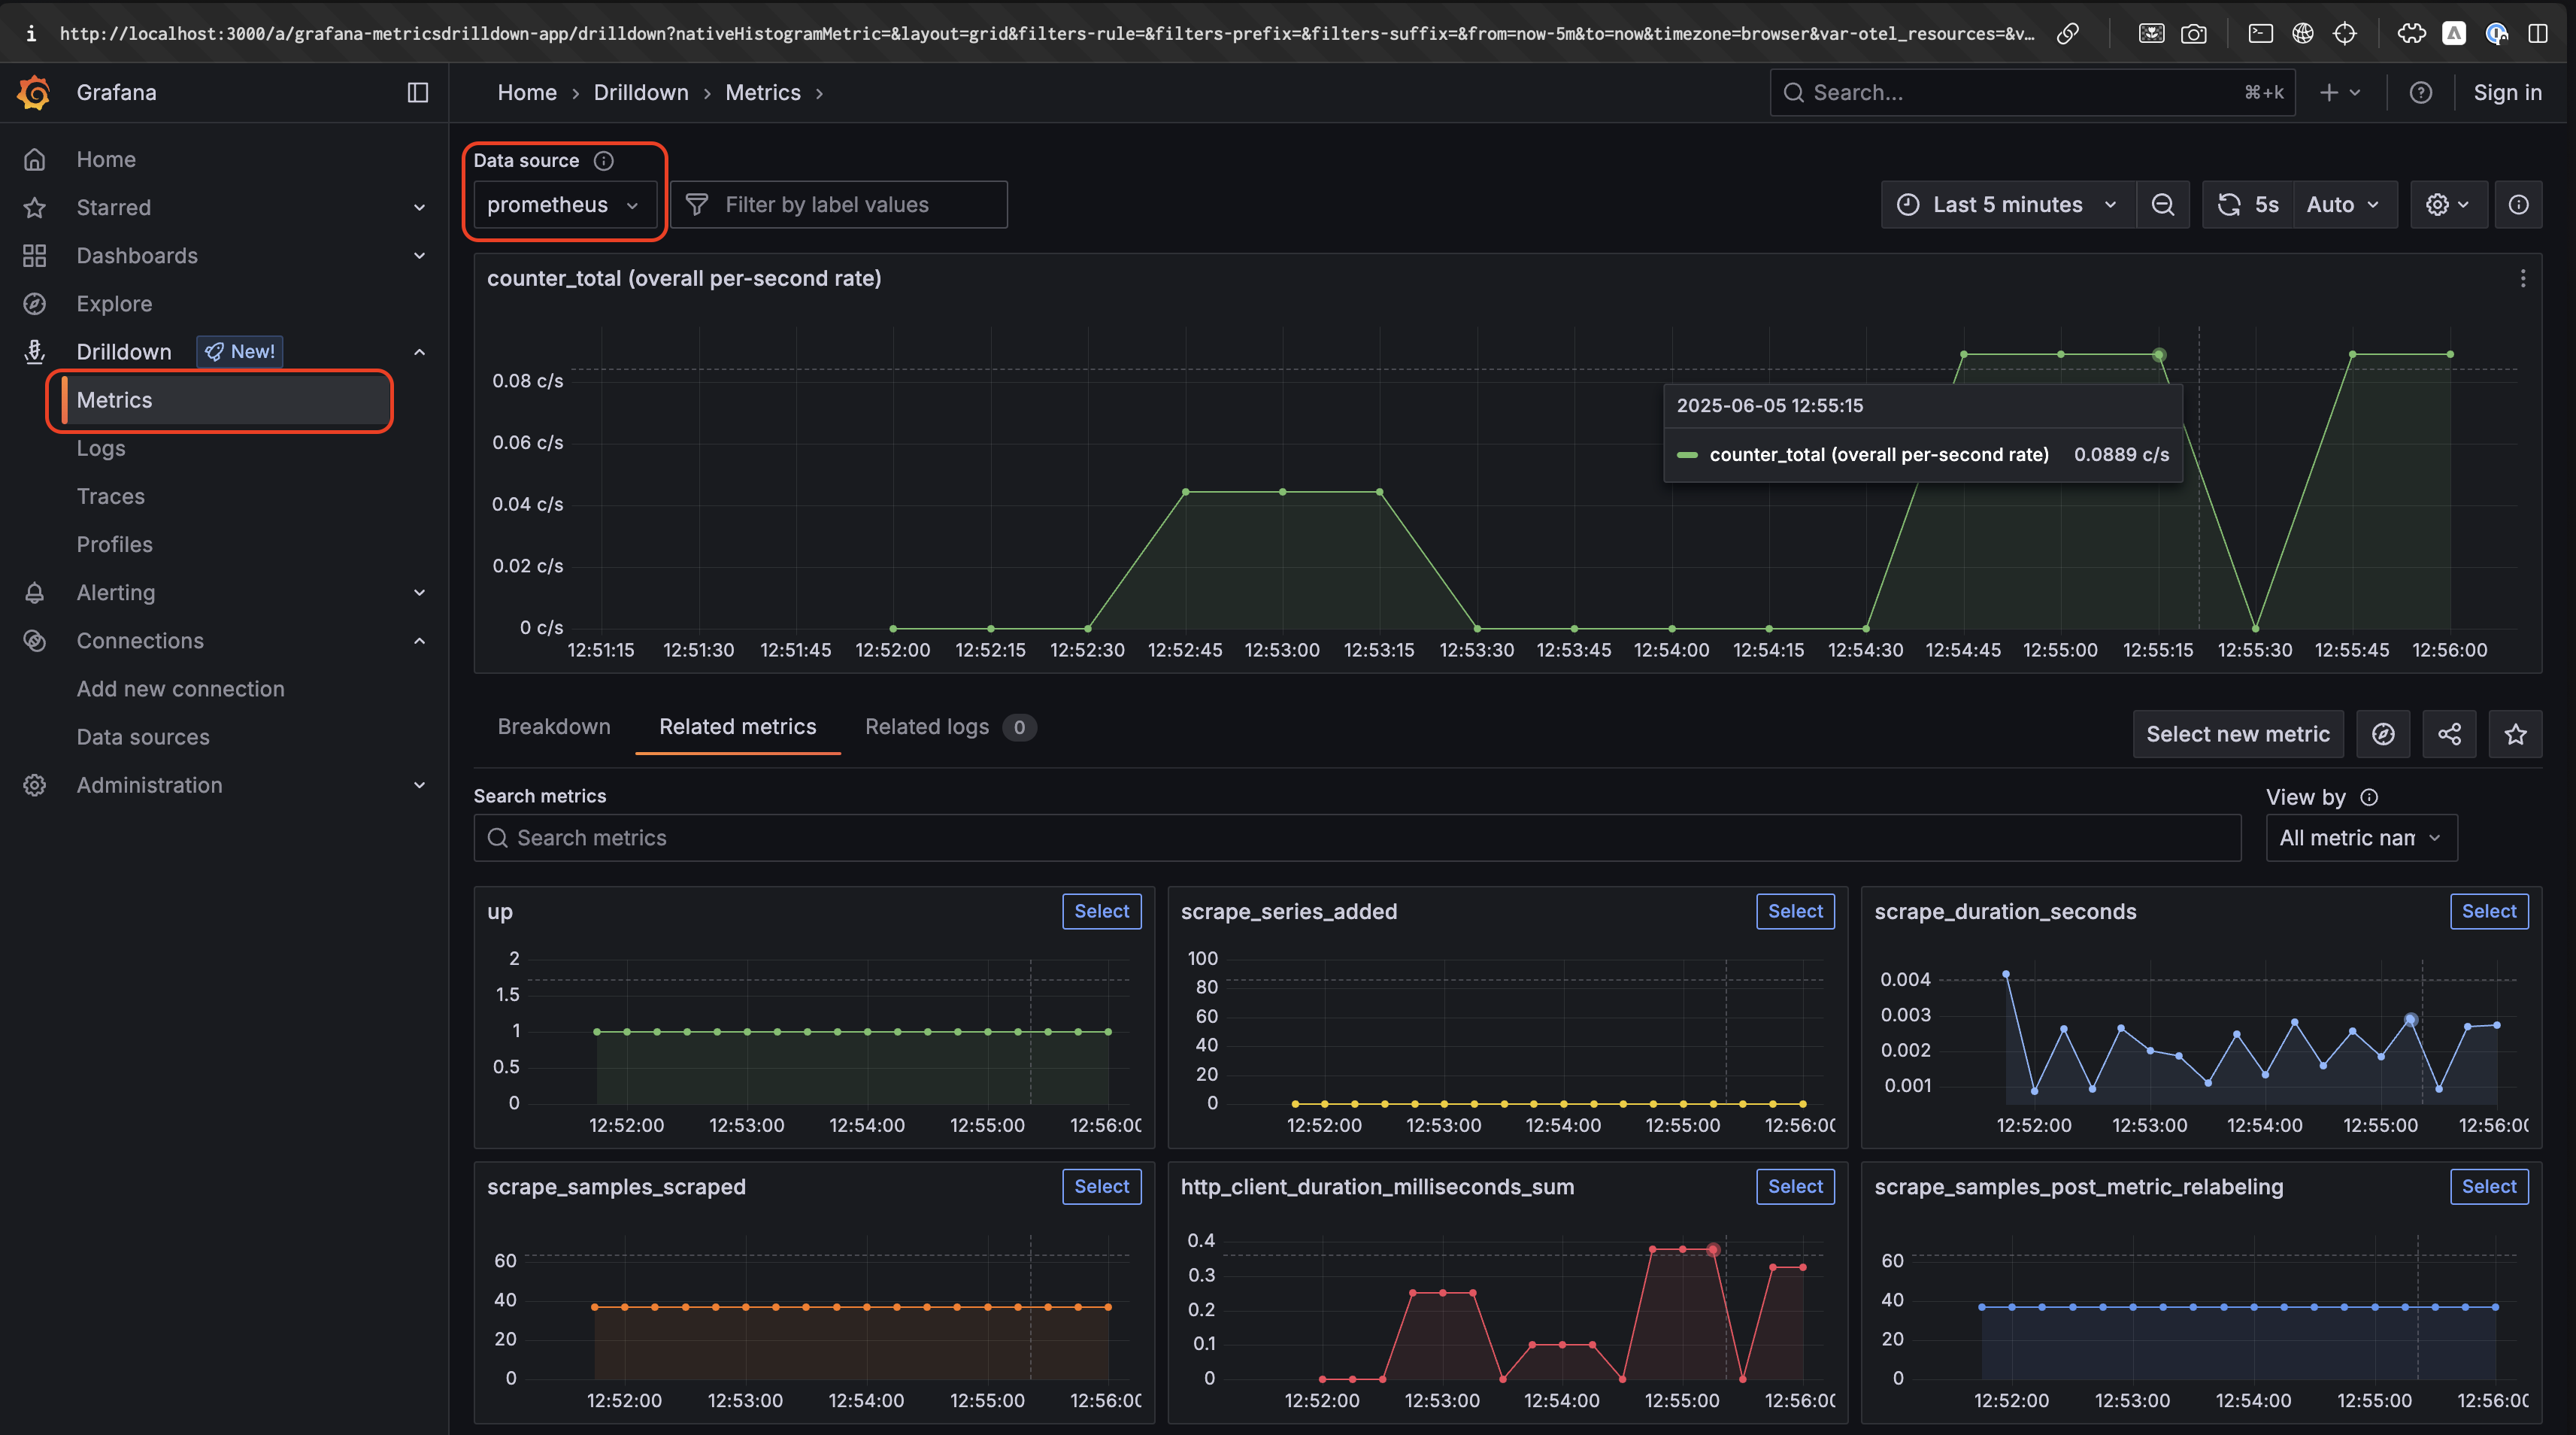 http://localhost:3000/a/grafana-metricsdrilldown-app/drilldown?nativeHistogramMetric=&layout=grid&filters-rule=&filters-prefix=&filters-suffix=&from=now-5m&to=now&timezone=browser&var-otel_resources=&v…
Grafana
Home › Drilldown › Metrics ›
Search... ⌘+k
Sign in
Home
Starred
Dashboards
Explore
Drilldown New!
Metrics
Logs
Traces
Profiles
Alerting
Connections
Add new connection
Data sources
Administration
Data source
prometheus
Filter by label values
Last 5 minutes
5s Auto
counter_total (overall per-second rate)
0.08 c/s
0.06 c/s
0.04 c/s
0.02 c/s
0 c/s
12:51:15 12:51:30 12:51:45 12:52:00 12:52:15 12:52:30 12:52:45 12:53:00 12:53:15 12:53:30 12:53:45 12:54:00 12:54:15 12:54:30 12:54:45 12:55:00 12:55:15 12:55:30 12:55:45 12:56:00
2025-06-05 12:55:15
counter_total (overall per-second rate) 0.0889 c/s
Breakdown Related metrics Related logs 0
Select new metric
Search metrics
Search metrics
View by
All metric nam
up Select
2
1.5
1
0.5
0
12:52:00 12:53:00 12:54:00 12:55:00 12:56:00
scrape_series_added Select
100
80
60
40
20
0
12:52:00 12:53:00 12:54:00 12:55:00 12:56:00
scrape_duration_seconds Select
0.004
0.003
0.002
0.001
12:52:00 12:53:00 12:54:00 12:55:00 12:56:00
scrape_samples_scraped Select
60
40
20
0
12:52:00 12:53:00 12:54:00 12:55:00 12:56:00
http_client_duration_milliseconds_sum Select
0.4
0.3
0.2
0.1
0
12:52:00 12:53:00 12:54:00 12:55:00 12:56:00
scrape_samples_post_metric_relabeling Select
60
40
20
0
12:52:00 12:53:00 12:54:00 12:55:00 12:56:00